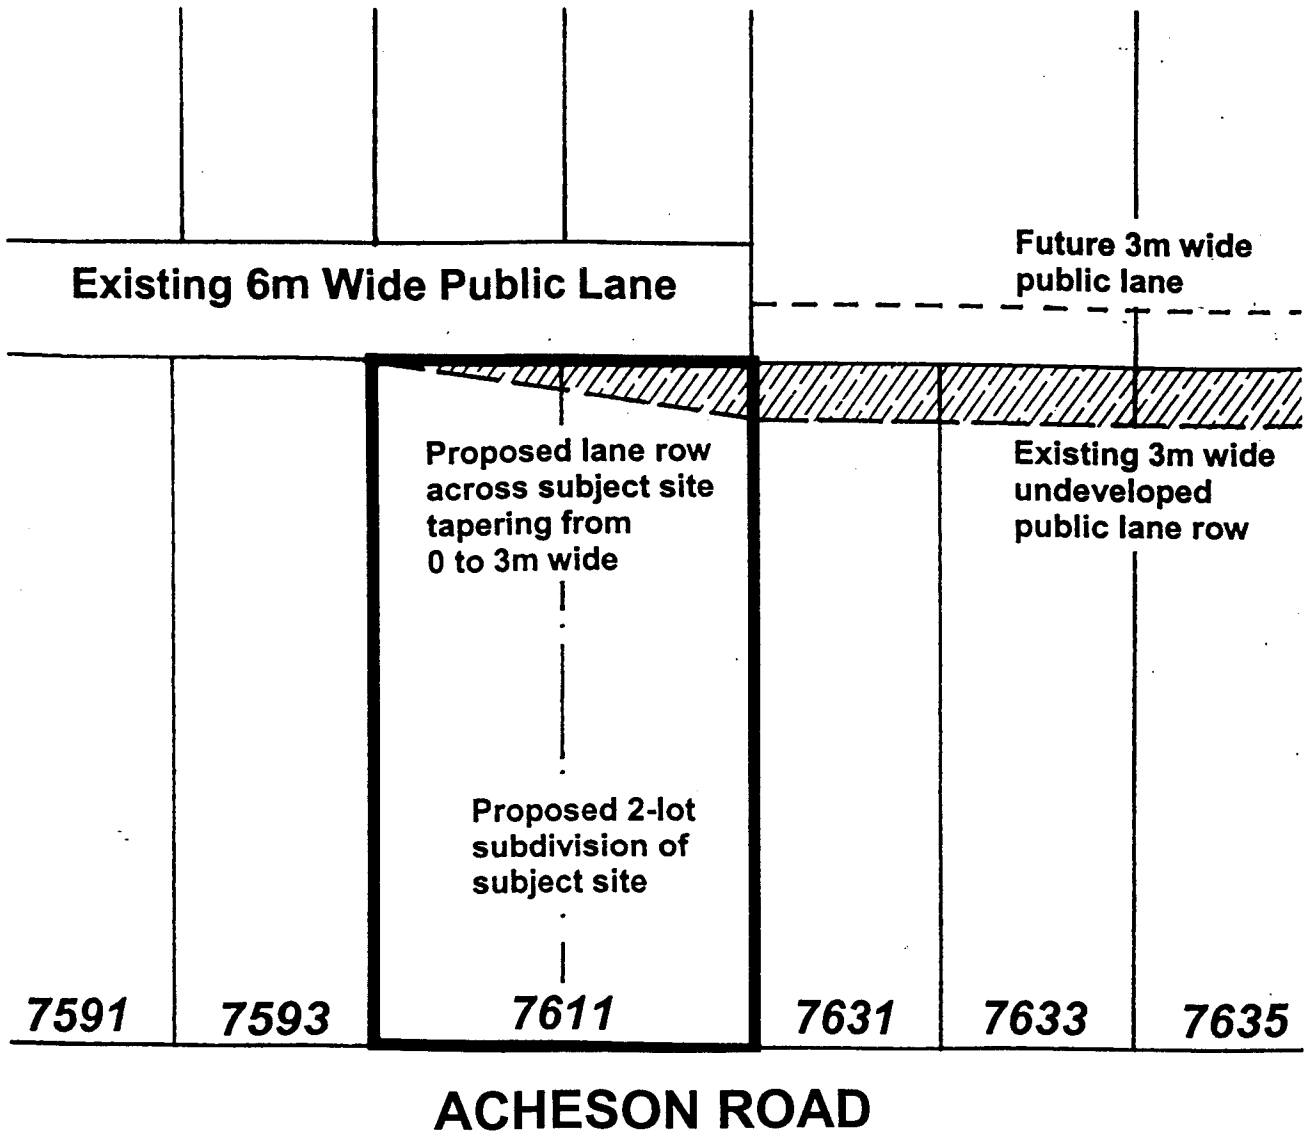 Existing 6m Wide Public Lane
Future 3m wide
public lane
Proposed lane row
across subject site
tapering from
0 to 3m wide
Existing 3m wide
undeveloped
public lane row
Proposed 2-lot
subdivision of
subject site
7591
7593
7611
7631
7633
7635
ACHESON ROAD